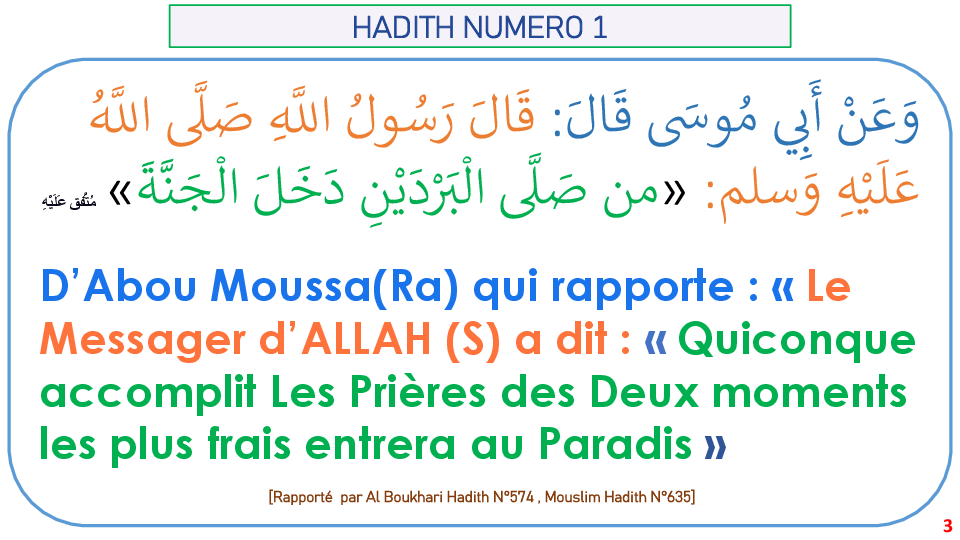 HADITH NUMERO 1
وَعَنْ أَبِي مُوسَى قَالَ: قَالَ رَسُولُ اللَّهِ صَلَّى اللَّهُ
عَلَيْهِ وَسلم: «من صَلَّى الْبَرْدَيْنِ دَخَلَ الْجَنَّةَ» مُتَّفق عَلَيْهِ
D’Abou Moussa(Ra) qui rapporte : « Le
Messager d’ALLAH (S) a dit : « Quiconque
accomplit Les Prières des Deux moments
les plus frais entrera au Paradis »
[Rapporté par Al Boukhari Hadith N°574 , Mouslim Hadith N°635]
3